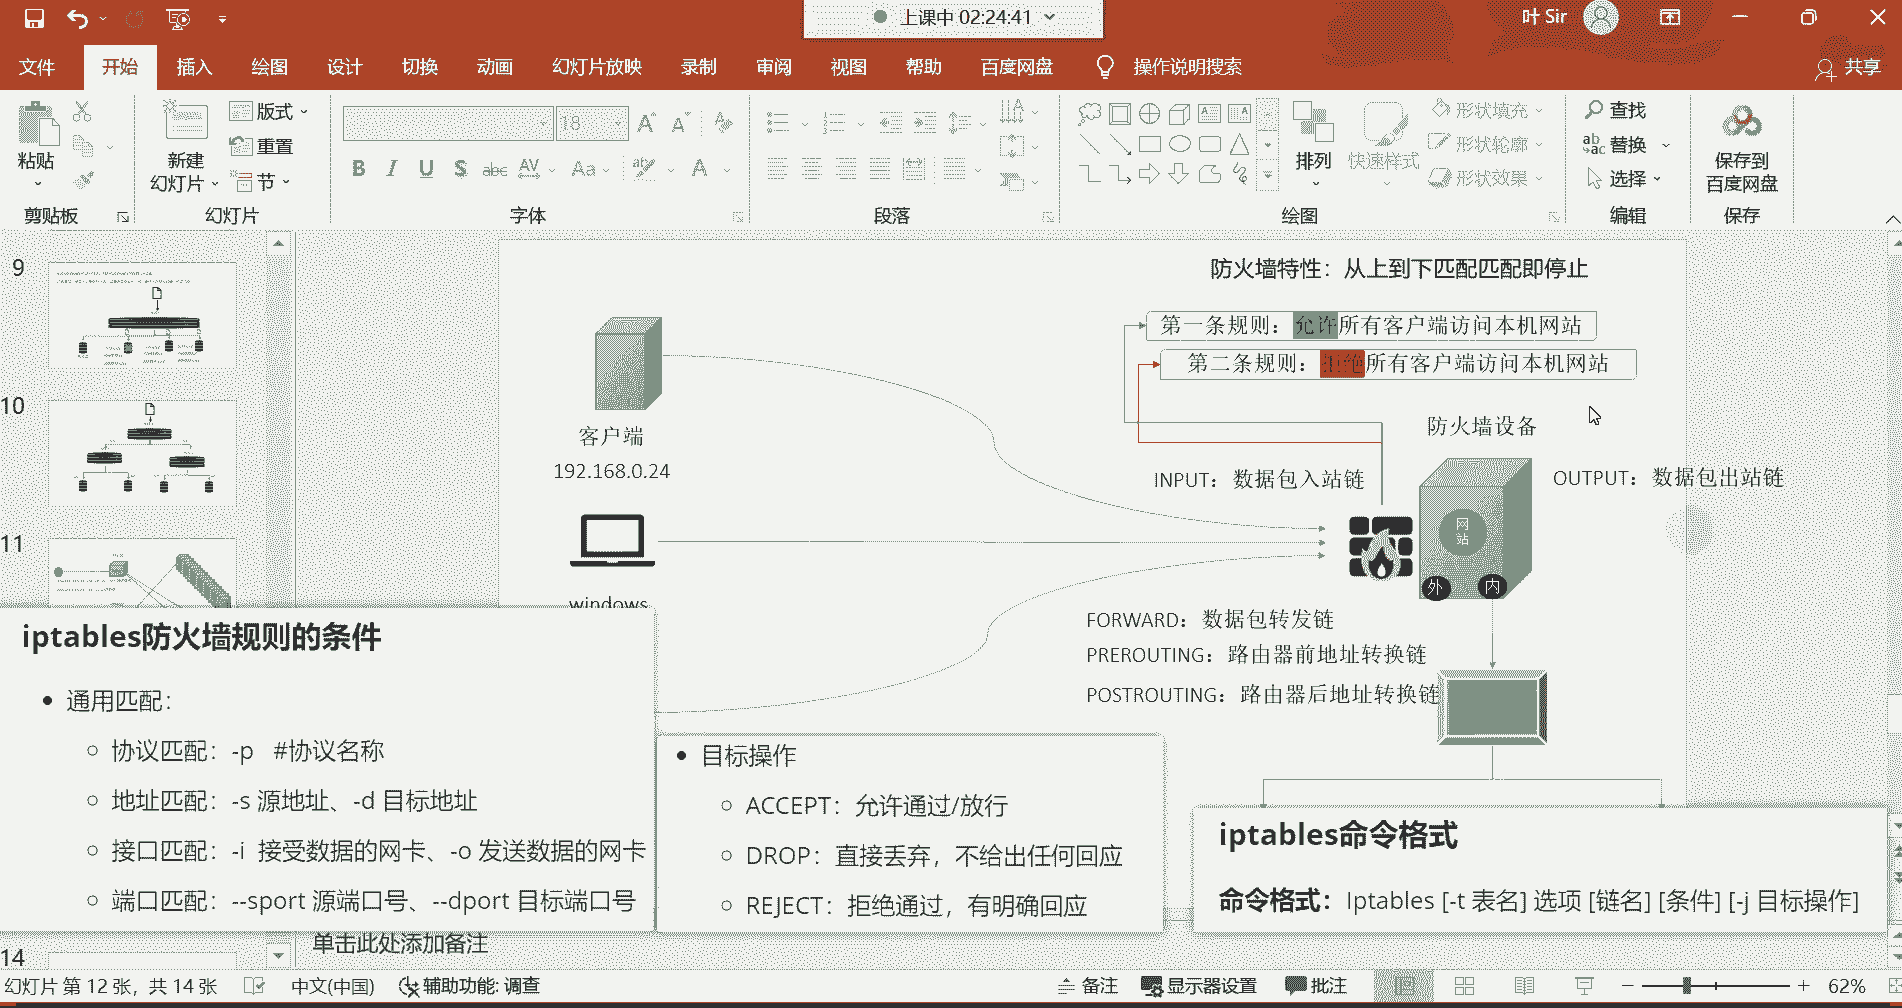 上课中 02:24:41
叶 Sir
文件 开始 插入 绘图 设计 切换 动画 幻灯片放映 录制 审阅 视图 帮助 百度网盘 操作说明搜索 共享
粘贴
新建
幻灯片
版式
重置
节
18
排列
快速样式
形状填充
形状轮廓
形状效果
查找
替换
选择
保存到
百度网盘
剪贴板 幻灯片 字体 段落 绘图 编辑 保存
9
10
11
14
防火墙特性：从上到下匹配匹配即停止
第一条规则：允许所有客户端访问本机网站
第二条规则：拒绝所有客户端访问本机网站
客户端
192.168.0.24
windows
防火墙设备
INPUT：数据包入站链
OUTPUT：数据包出站链
网
站
外
内
FORWARD：数据包转发链
PREROUTING：路由器前地址转换链
POSTROUTING：路由器后地址转换链
iptables防火墙规则的条件
通用匹配：
协议匹配：-p #协议名称
地址匹配：-s 源地址、-d 目标地址
接口匹配：-i 接受数据的网卡、-o 发送数据的网卡
端口匹配：--sport 源端口号、--dport 目标端口号
目标操作
ACCEPT：允许通过/放行
DROP：直接丢弃，不给出任何回应
REJECT：拒绝通过，有明确回应
iptables命令格式
命令格式：Iptables [-t 表名] 选项 [链名] [条件] [-j 目标操作]
单击此处添加备注
幻灯片 第 12 张，共 14 张 中文(中国) 辅助功能: 调查 备注 显示器设置 批注 62%